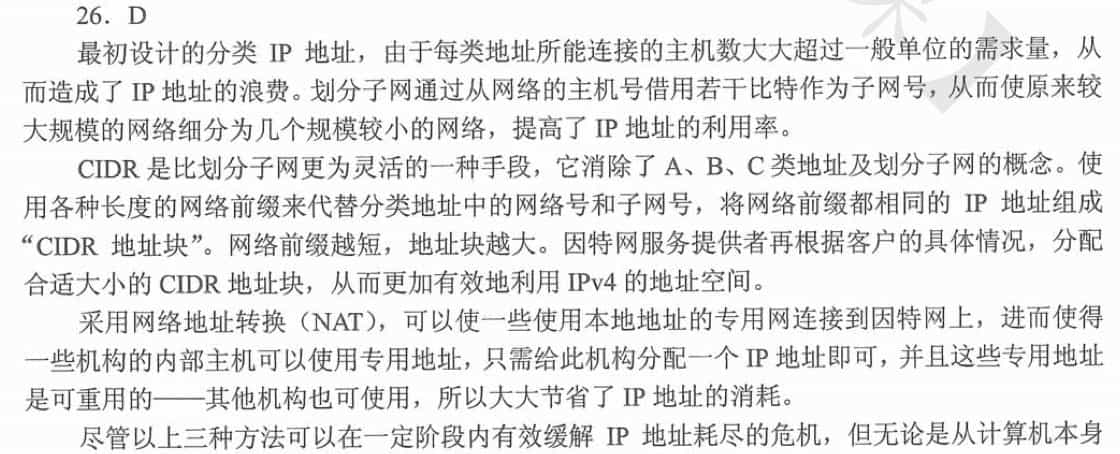 26．D
最初设计的分类 IP 地址，由于每类地址所能连接的主机数大大超过一般单位的需求量，从
而造成了 IP 地址的浪费。划分子网通过从网络的主机号借用若干比特作为子网号，从而使原来较
大规模的网络细分为几个规模较小的网络，提高了 IP 地址的利用率。
CIDR 是比划分子网更为灵活的一种手段，它消除了 A、B、C 类地址及划分子网的概念。使
用各种长度的网络前缀来代替分类地址中的网络号和子网号，将网络前缀都相同的 IP 地址组成
“CIDR 地址块”。网络前缀越短，地址块越大。因特网服务提供者再根据客户的具体情况，分配
合适大小的 CIDR 地址块，从而更加有效地利用 IPv4 的地址空间。
采用网络地址转换（NAT），可以使一些使用本地地址的专用网连接到因特网上，进而使得
一些机构的内部主机可以使用专用地址，只需给此机构分配一个 IP 地址即可，并且这些专用地址
是可重用的——其他机构也可使用，所以大大节省了 IP 地址的消耗。
尽管以上三种方法可以在一定阶段内有效缓解 IP 地址耗尽的危机，但无论是从计算机本身